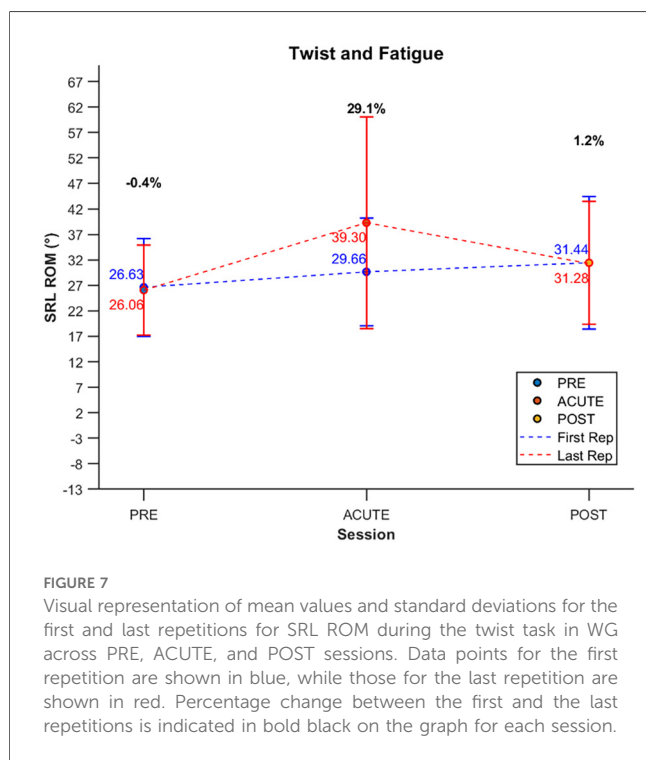 Twist and Fatigue
67
62
57
52
47
42
37
32
27
22
17
12
7
2
-3
-8
-13
SRL ROM (°)
-0.4%
29.1%
1.2%
26.63
26.06
39.30
29.66
31.44
31.28
PRE
ACUTE
POST
First Rep
Last Rep
PRE
ACUTE
POST
Session
FIGURE 7
Visual representation of mean values and standard deviations for the
first and last repetitions for SRL ROM during the twist task in WG
across PRE, ACUTE, and POST sessions. Data points for the first
repetition are shown in blue, while those for the last repetition are
shown in red. Percentage change between the first and the last
repetitions is indicated in bold black on the graph for each session.